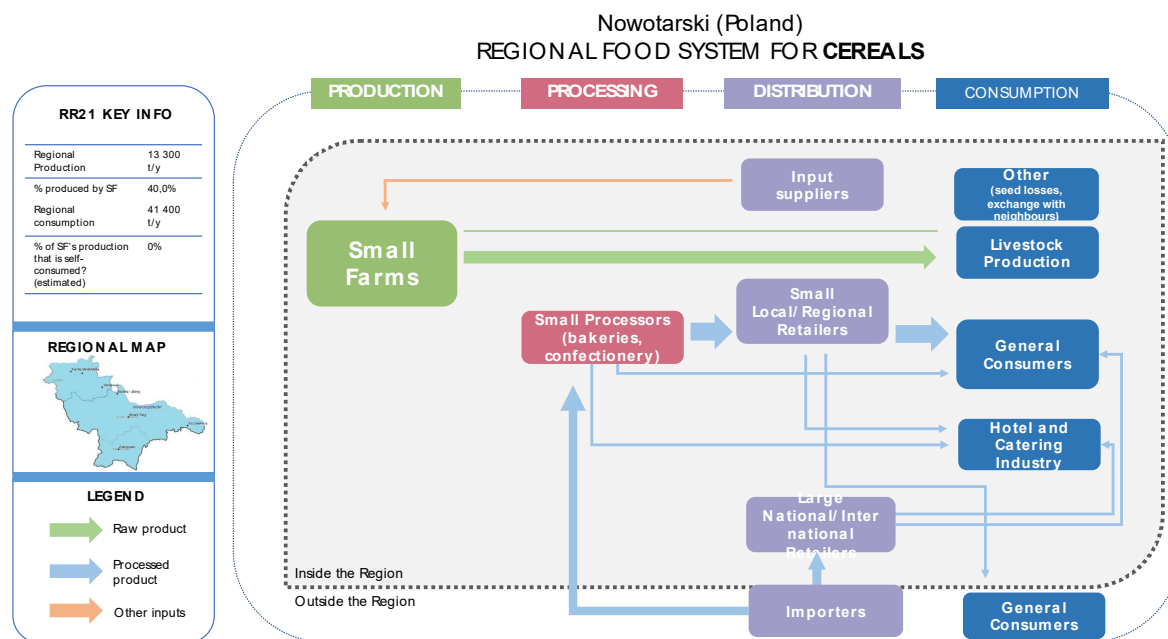 Nowotarski (Poland)
REGIONAL FOOD SYSTEM FOR CEREALS
PRODUCTION
PROCESSING
DISTRIBUTION
CONSUMPTION
RR21 KEY INFO
Regional Production 13 300 t/y
% produced by SF 40,0%
Regional consumption 41 400 t/y
% of SF's production that is self-consumed? (estimated) 0%
REGIONAL MAP
LEGEND
Raw product
Processed product
Other inputs
Input
suppliers
Other
(seed losses,
exchange with
neighbours)
Small
Farms
Livestock
Production
Small
Local/Regional
Retailers
Small Processors
(bakeries,
confectionery)
General
Consumers
Hotel and
Catering
Industry
Large
National/Inter
national
Retailers
Inside the Region
Outside the Region
Importers
General
Consumers